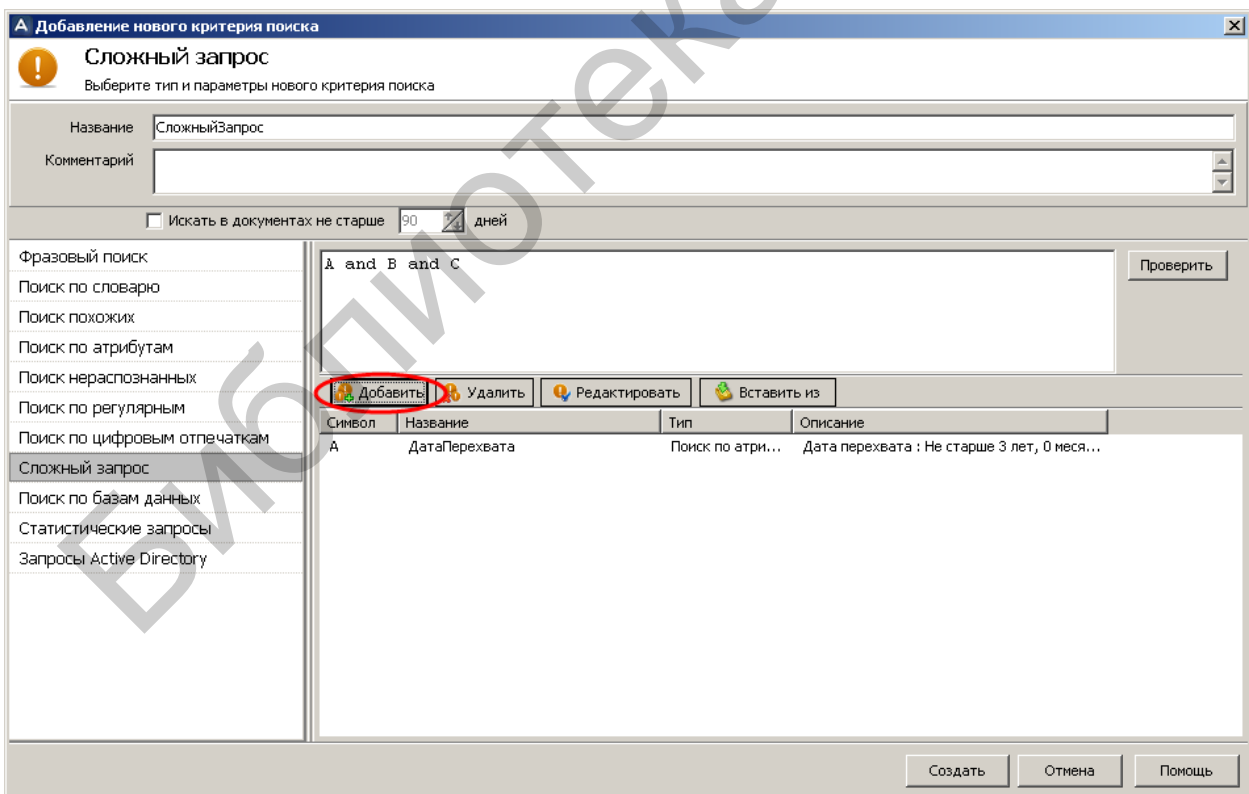 Добавление нового критерия поиска
Сложный запрос
Выберите тип и параметры нового критерия поиска
Название СложныйЗапрос
Комментарий
Искать в документах не старше 90 дней
Фразовый поиск
Поиск по словарю
Поиск похожих
Поиск по атрибутам
Поиск нераспознанных
Поиск по регулярным
Поиск по цифровым отпечаткам
Сложный запрос
Поиск по базам данных
Статистические запросы
Запросы Active Directory
A and B and C
Проверить
Добавить Удалить Редактировать Вставить из
Символ Название Тип Описание
A ДатаПерехвата Поиск по атри... Дата перехвата : Не старше 3 лет, 0 меся...
Создать Отмена Помощь
Библиотека